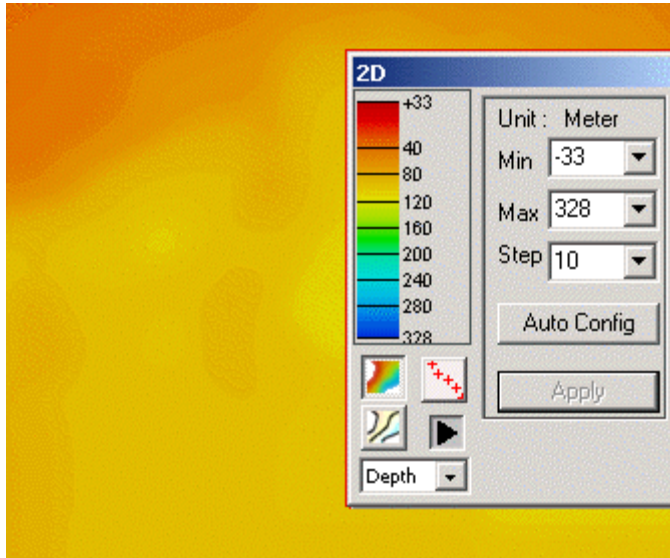 2D
+33
40
80
120
160
200
240
280
328
Unit : Meter
Min -33
Max 328
Step 10
Auto Config
Apply
Depth